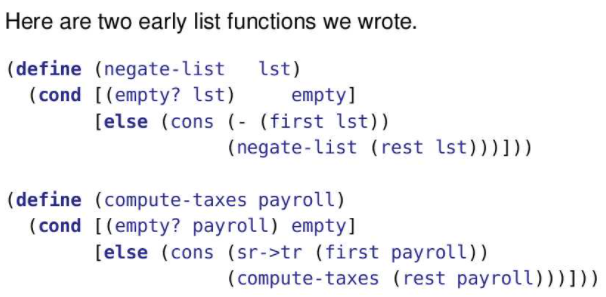 Here are two early list functions we wrote.
(define (negate-list   lst)
  (cond [(empty? lst)     empty]
        [else (cons (- (first lst))
                    (negate-list (rest lst)))]))
(define (compute-taxes payroll)
  (cond [(empty? payroll) empty]
        [else (cons (sr->tr (first payroll))
                    (compute-taxes (rest payroll)))]))